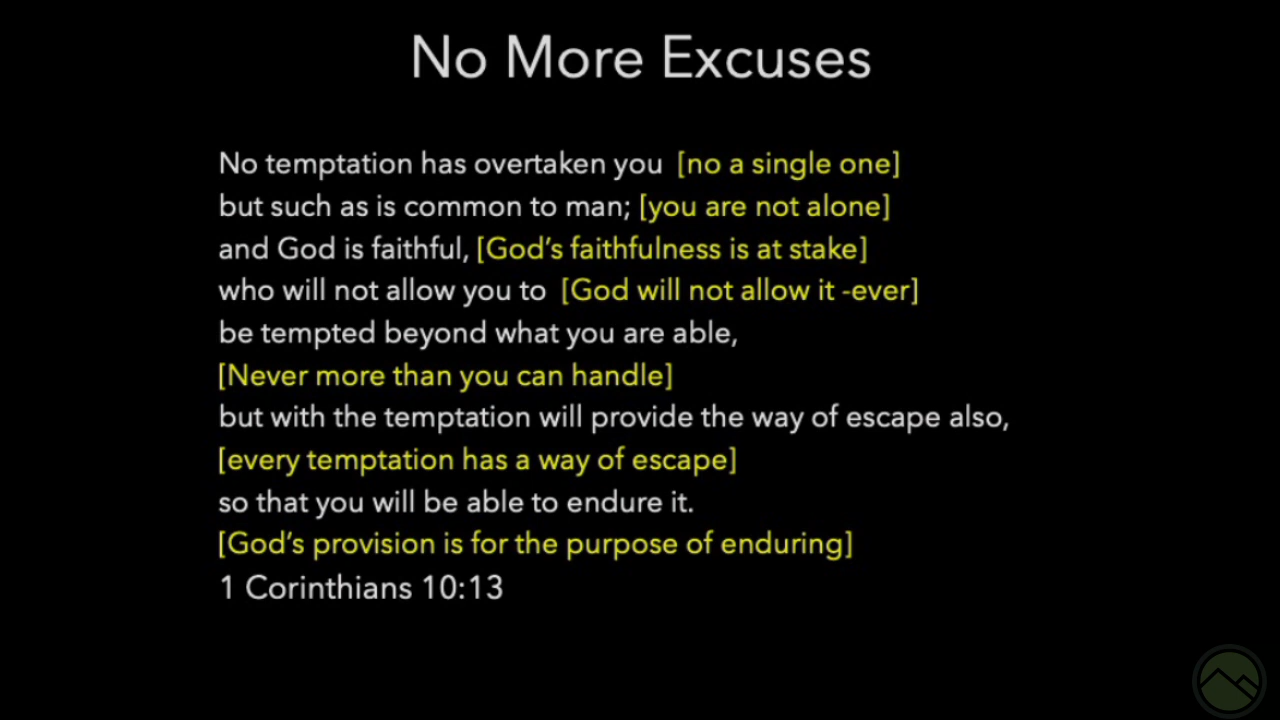 No More Excuses
No temptation has overtaken you [no a single one]
but such as is common to man; [you are not alone]
and God is faithful, [God's faithfulness is at stake]
who will not allow you to [God will not allow it -ever]
be tempted beyond what you are able,
[Never more than you can handle]
but with the temptation will provide the way of escape also,
[every temptation has a way of escape]
so that you will be able to endure it.
[God's provision is for the purpose of enduring]
1 Corinthians 10:13